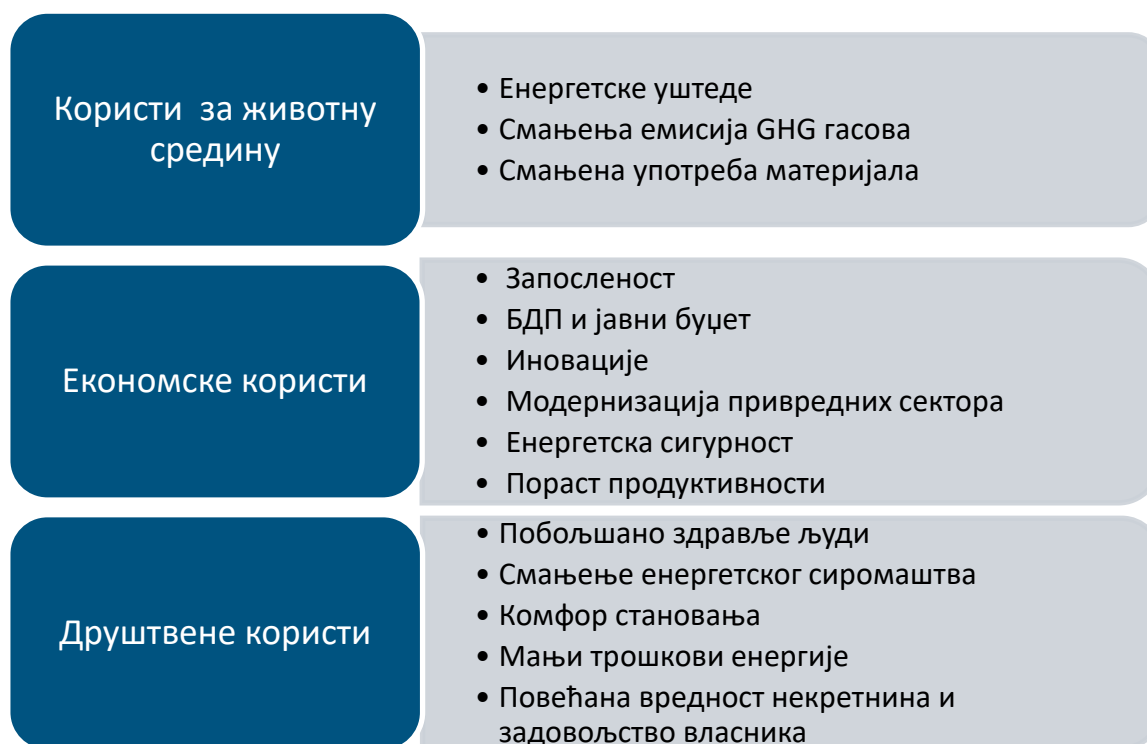 Користи за животну
средину
• Енергетске уштеде
• Смањења емисија GHG гасова
• Смањена употреба материјала
Економске користи
• Запосленост
• БДП и јавни буџет
• Иновације
• Модернизација привредних сектора
• Енергетска сигурност
• Пораст продуктивности
Друштвене користи
• Побољшано здравље људи
• Смањење енергетског сиромаштва
• Комфор становања
• Мањи трошкови енергије
• Повећана вредност некретнина и
задовољство власника